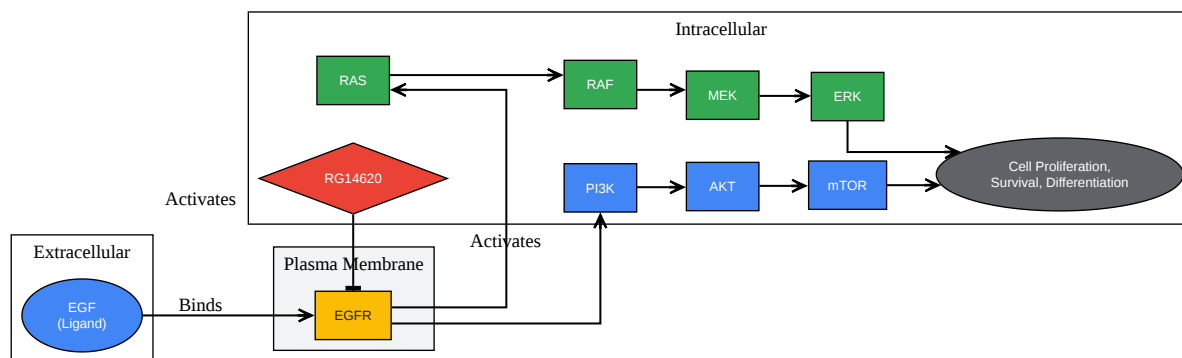 Intracellular
RAS
RAF
MEK
ERK
RG14620
PI3K
AKT
mTOR
Cell Proliferation,
Survival, Differentiation
Activates
Activates
Extracellular
Plasma Membrane
EGF
(Ligand)
Binds
EGFR